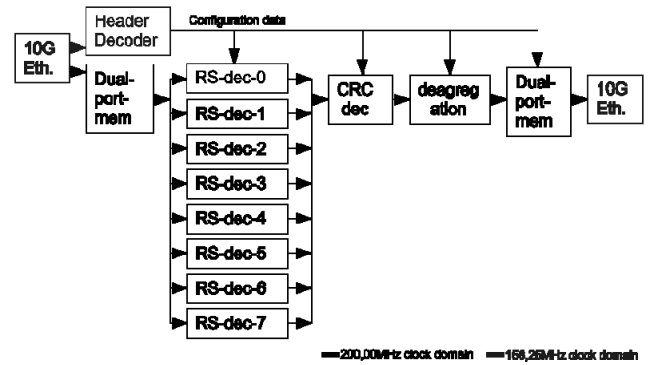 Header
Decoder
Configuration data
10G
Eth.
Dual-
port-
mem
RS-dec-0
RS-dec-1
RS-dec-2
RS-dec-3
RS-dec-4
RS-dec-5
RS-dec-6
RS-dec-7
CRC
dec
deagreg
ation
Dual-
port-
mem
10G
Eth.
200,00MHz clock domain
156,25MHz clock domain